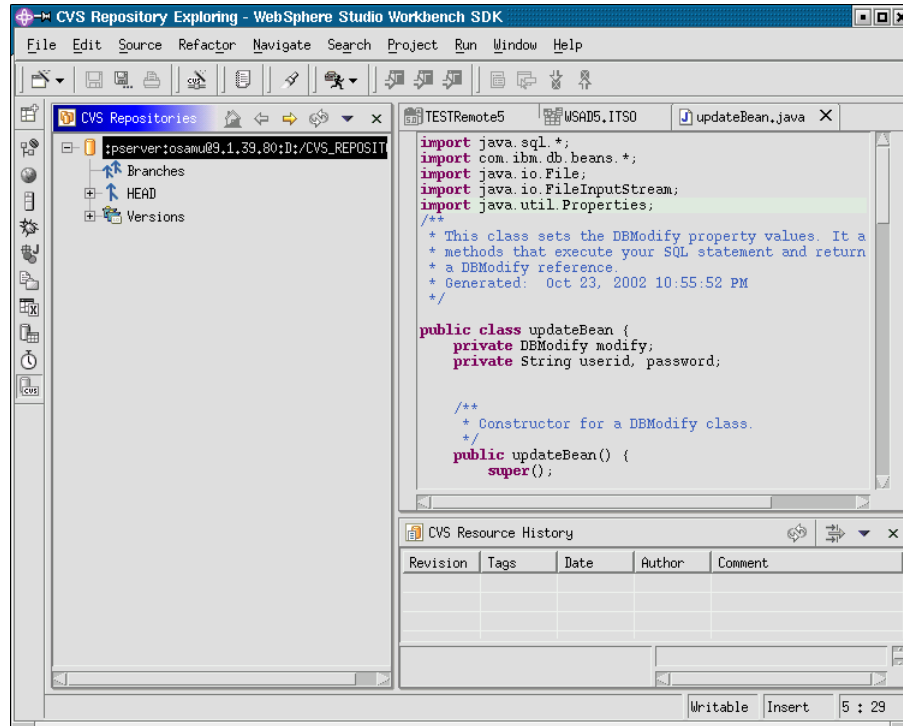 CVS Repository Exploring - WebSphere Studio Workbench SDK
File Edit Source Refactor Navigate Search Project Run Window Help
CVS Repositories
:pserver:osamu@9.1.39.80:D:/CVS_REPOSIT
Branches
HEAD
Versions
TESTRemote5 WSAD5.ITSO updateBean.java
import java.sql.*;
import com.ibm.db.beans.*;
import java.io.File;
import java.io.FileInputStream;
import java.util.Properties;
/**
* This class sets the DBModify property values. It a
* methods that execute your SQL statement and return
* a DBModify reference.
* Generated: Oct 23, 2002 10:55:52 PM
*/
public class updateBean {
private DBModify modify;
private String userid, password;
/**
* Constructor for a DBModify class.
*/
public updateBean() {
super();
CVS Resource History
Revision Tags Date Author Comment
Writable Insert 5 : 29